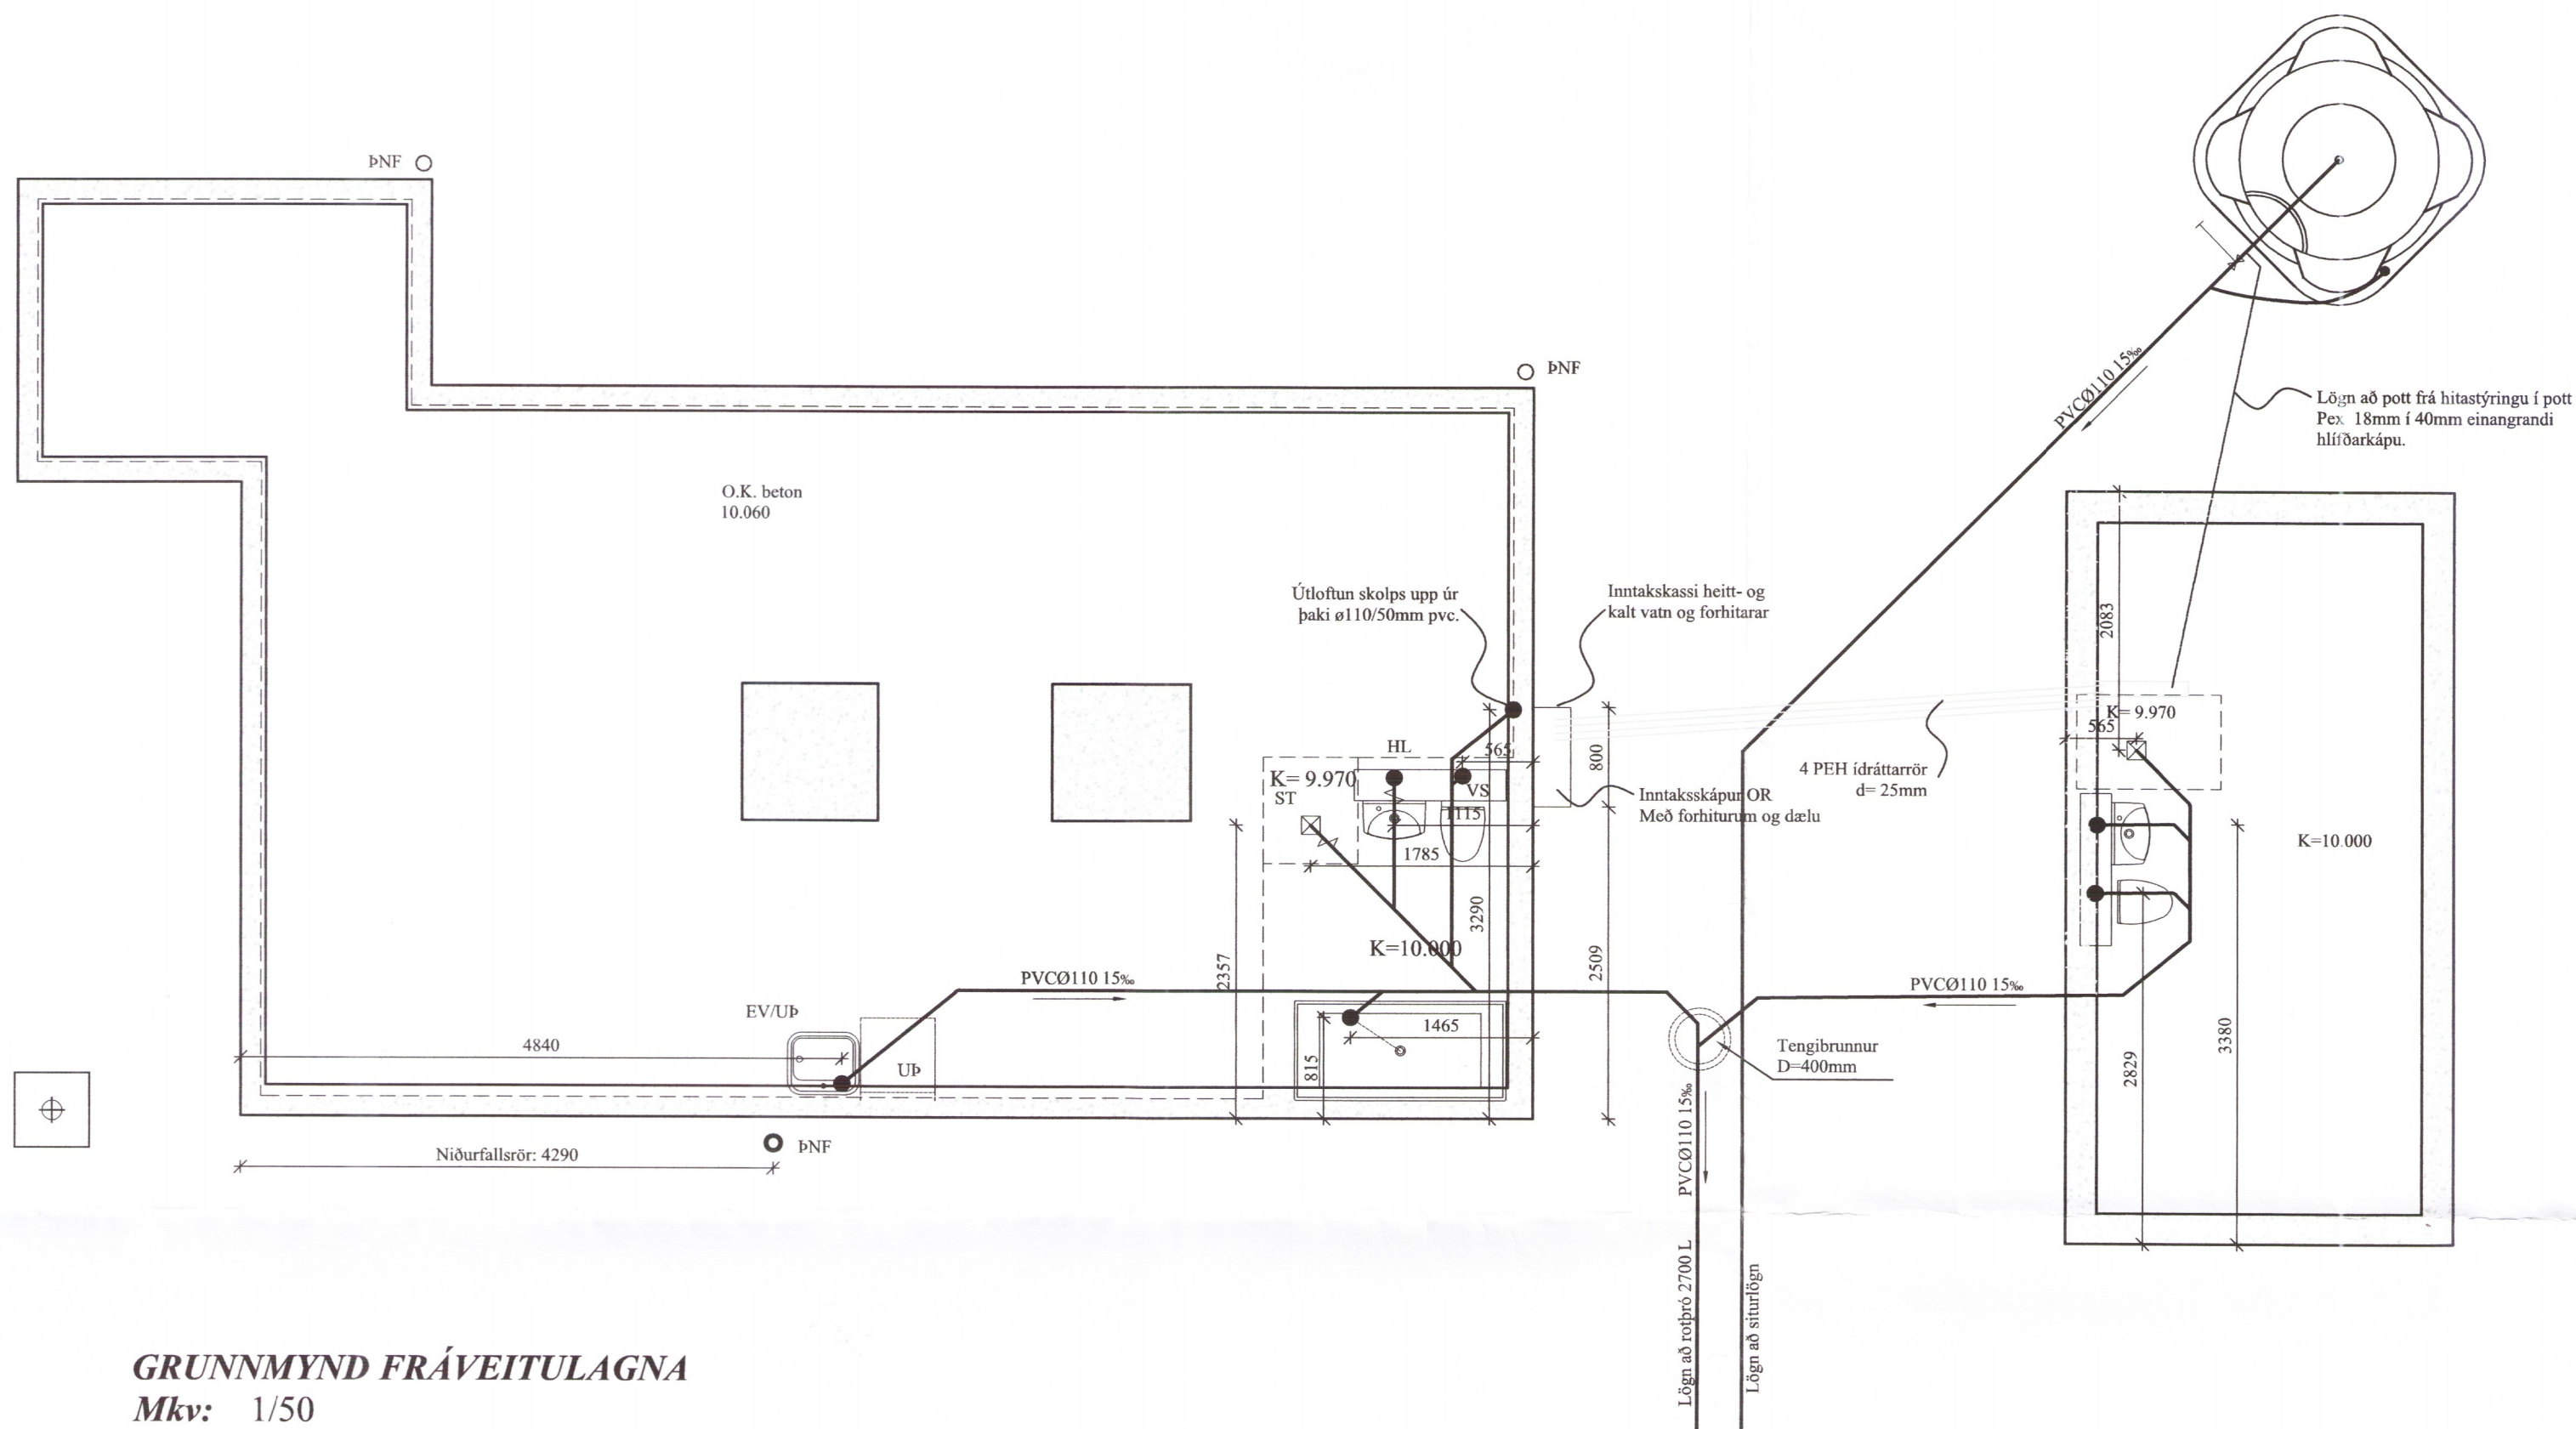 ÞNF
ÞNF
PVCØ110 15‰
Lögn að pott frá hitastýringu í pott
Pex 18mm í 40mm einangrandi
hlífðarkápu.
O.K. beton
10.060
Útloftun skolps upp úr
þaki ø110/50mm pvc.
Inntakskassi heitt- og
kalt vatn og forhitarar
2083
K= 9.970
565
HL
565
800
K= 9.970
ST
VS
1115
4 PEH ídráttarrör
d= 25mm
Inntaksskápur OR
Með forhiturum og dælu
1785
K=10.000
3290
K=10.000
2357
2509
PVCØ110 15‰
PVCØ110 15‰
EV/UÞ
UÞ
4840
1465
815
Tengibrunnur
D=400mm
2829
3380
PVCØ110 15‰
ÞNF
Niðurfallsrör: 4290
Lögn að rotþró 2700 L
Lögn að siturlögn
GRUNNMYND FRÁVEITULAGNA
Mkv: 1/50